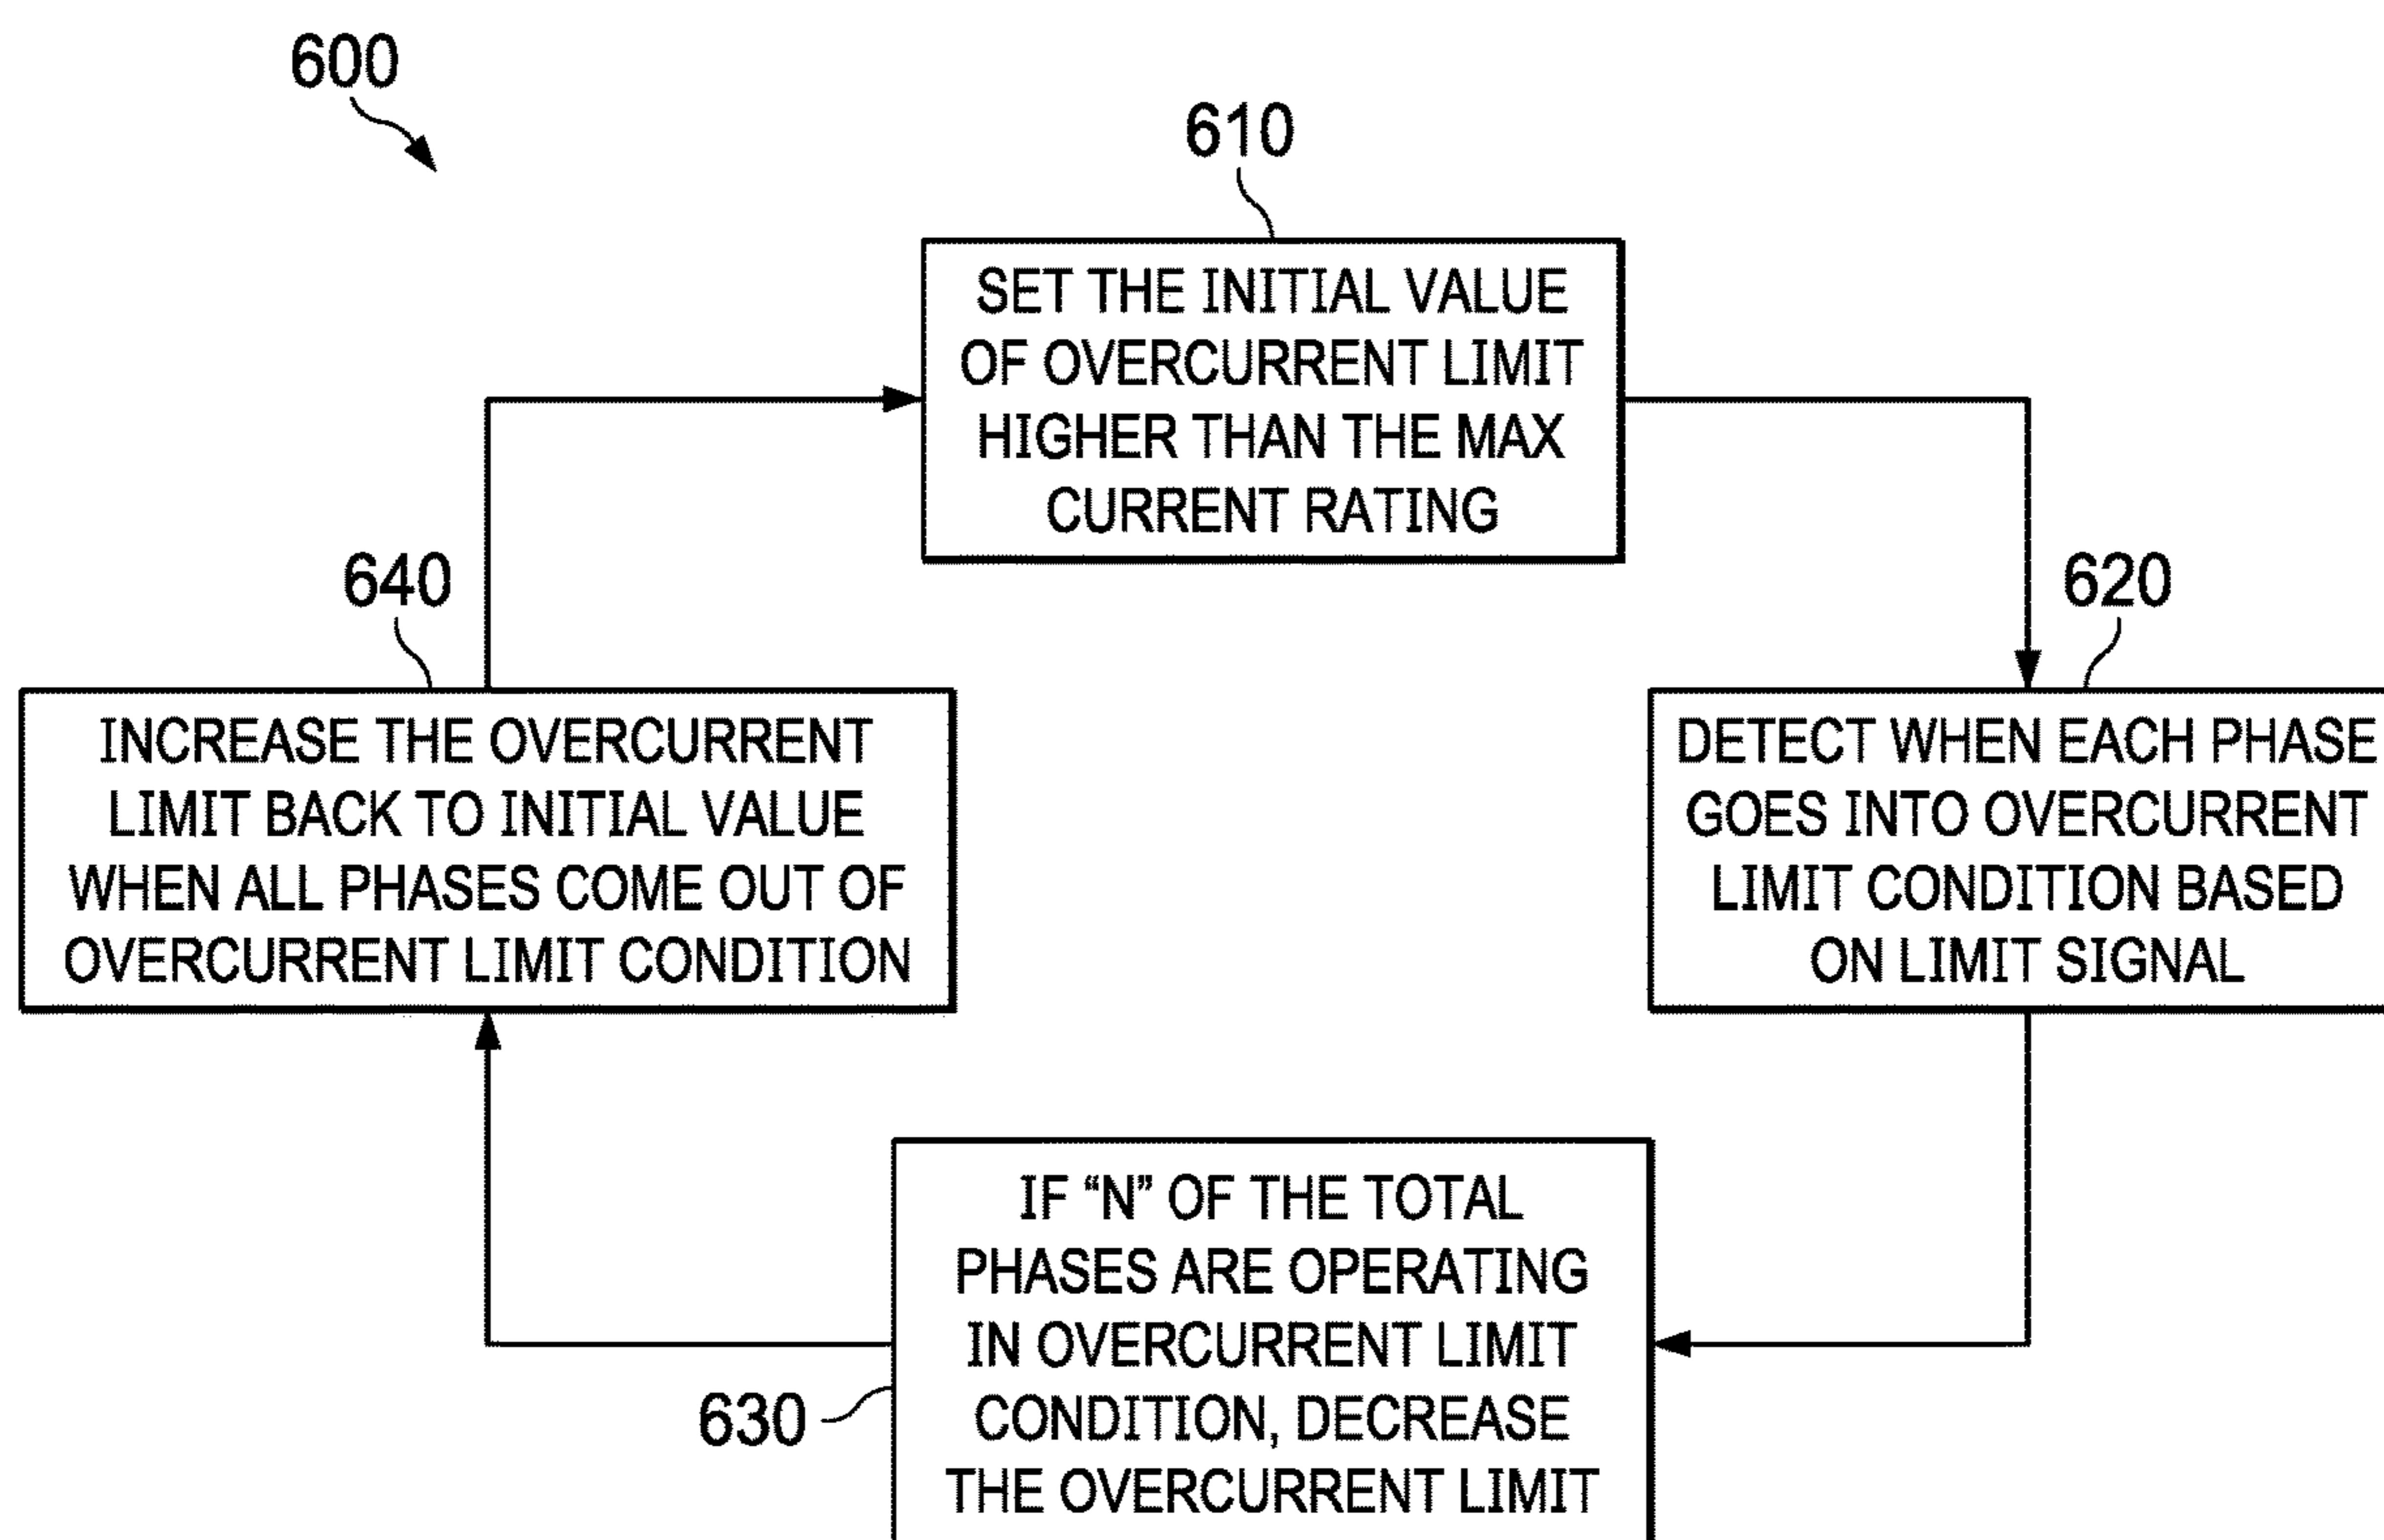 600
610
SET THE INITIAL VALUE
OF OVERCURRENT LIMIT
HIGHER THAN THE MAX
CURRENT RATING
640
620
INCREASE THE OVERCURRENT
LIMIT BACK TO INITIAL VALUE
WHEN ALL PHASES COME OUT OF
OVERCURRENT LIMIT CONDITION
DETECT WHEN EACH PHASE
GOES INTO OVERCURRENT
LIMIT CONDITION BASED
ON LIMIT SIGNAL
IF “N” OF THE TOTAL
PHASES ARE OPERATING
IN OVERCURRENT LIMIT
CONDITION, DECREASE
THE OVERCURRENT LIMIT
630